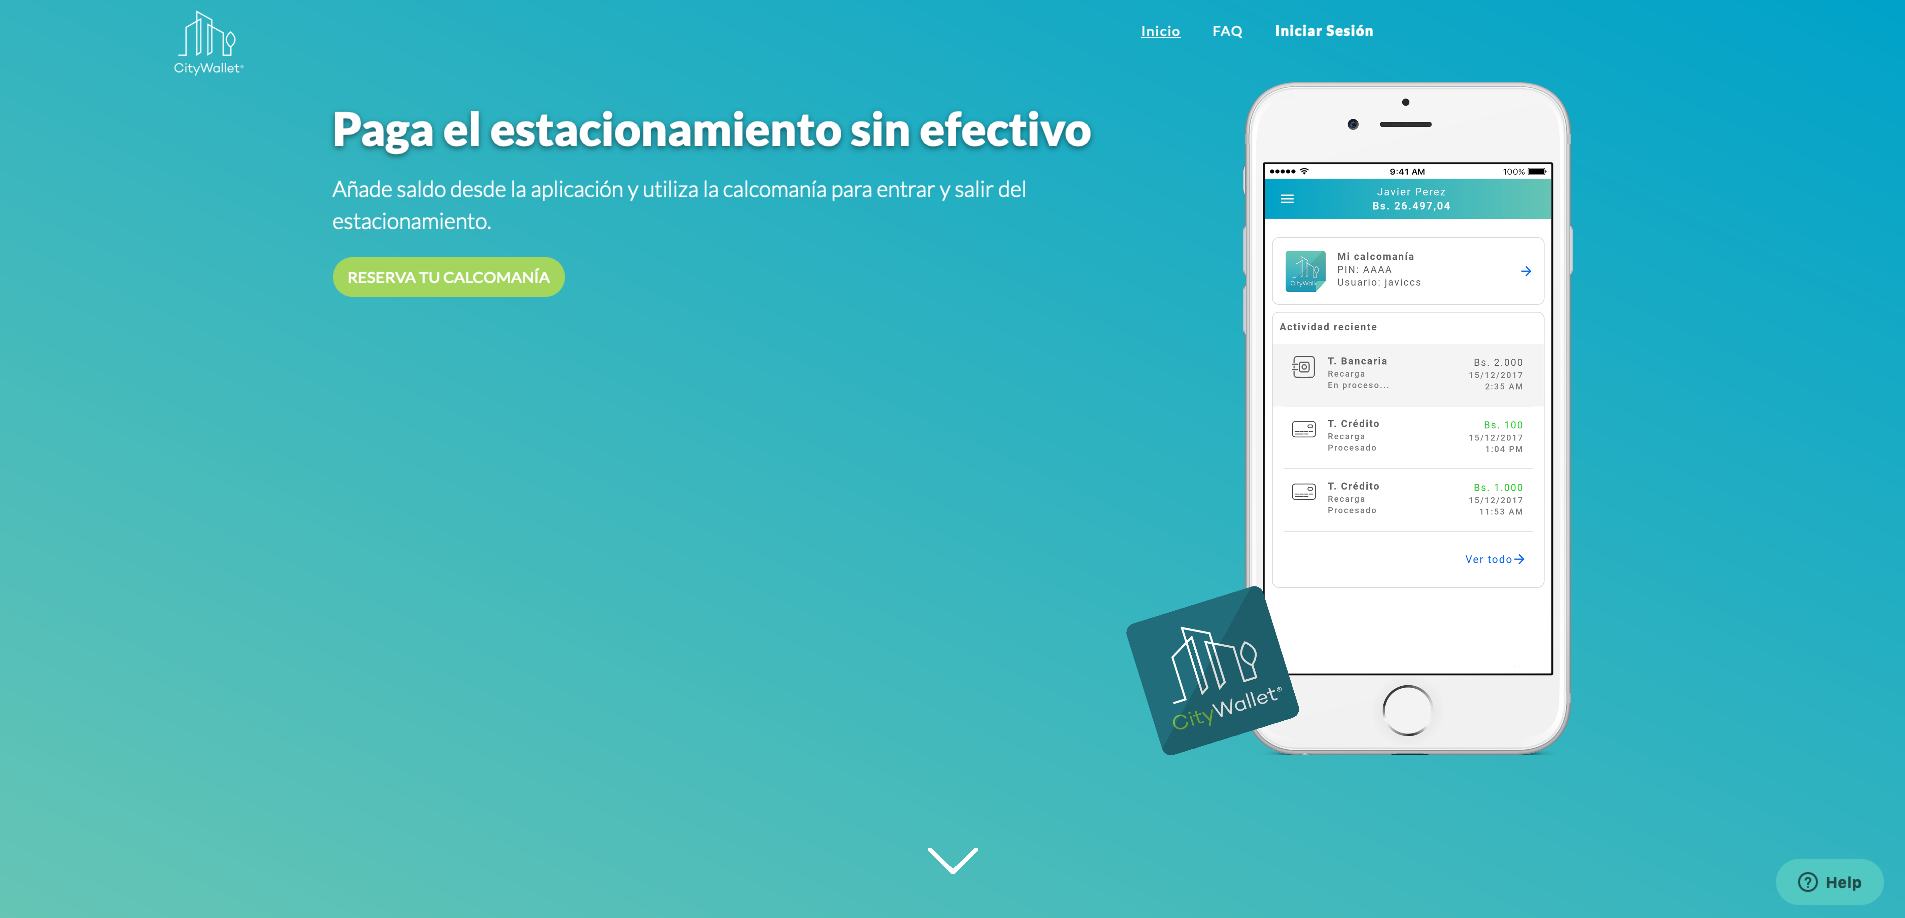 CityWallet®
Inicio FAQ Iniciar Sesión
Paga el estacionamiento sin efectivo
Añade saldo desde la aplicación y utiliza la calcomanía para entrar y salir del
estacionamiento.
RESERVA TU CALCOMANÍA
9:41 AM 100%
Javier Perez
Bs. 26.497,04
CityWallet
Mi calcomanía
PIN: AAAA
Usuario: javiccs
Actividad reciente
T. Bancaria Bs. 2.000
Recarga 15/12/2017
En proceso... 2:35 AM
T. Crédito Bs. 100
Recarga 15/12/2017
Procesado 1:04 PM
T. Crédito Bs. 1.000
Recarga 15/12/2017
Procesado 11:53 AM
Ver todo
CityWallet®
Help